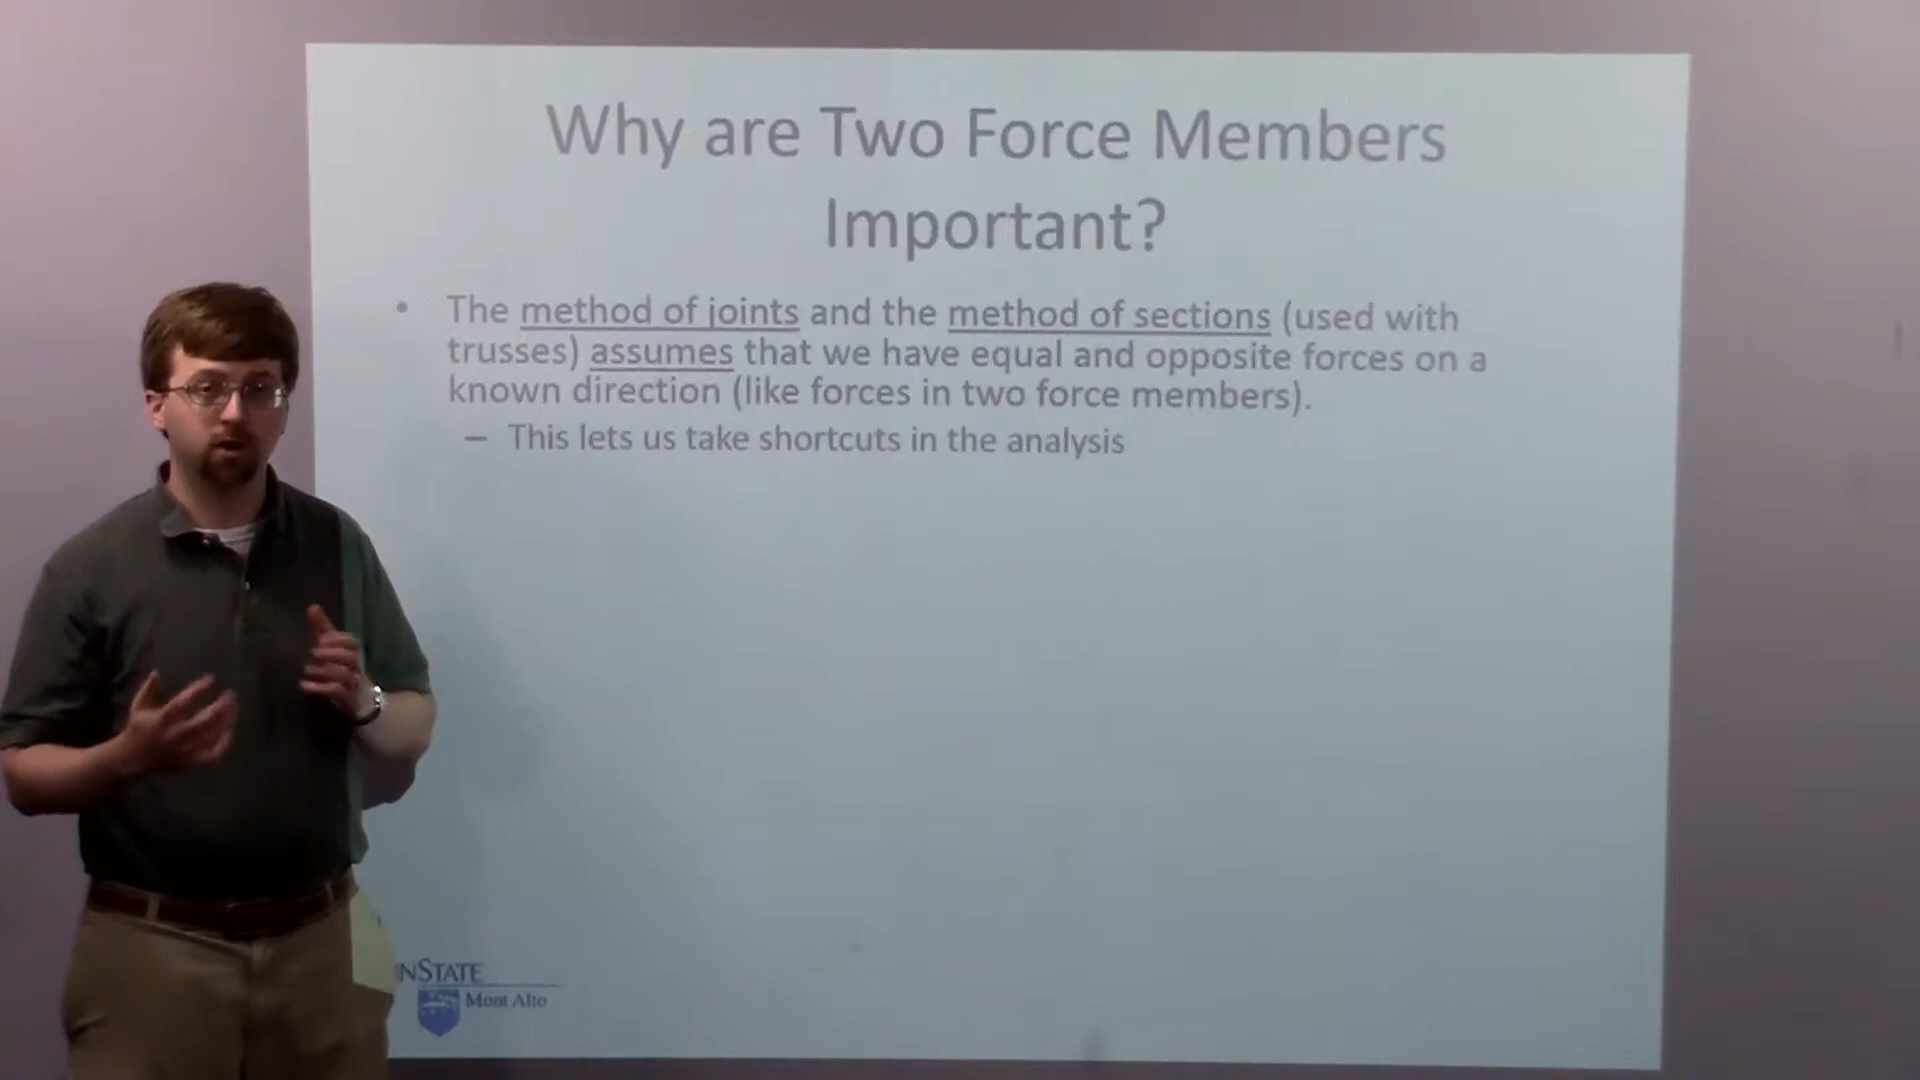 Why are Two Force Members
Important?
• The method of joints and the method of sections (used with
trusses) assumes that we have equal and opposite forces on a
known direction (like forces in two force members).
– This lets us take shortcuts in the analysis
NSTATE
Mont Alto